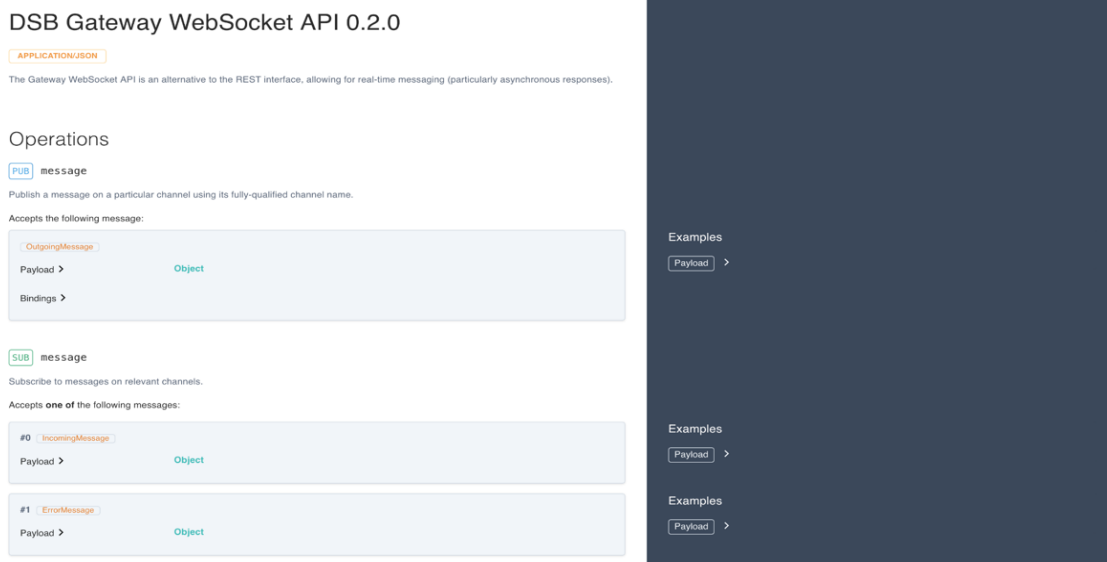 DSB Gateway WebSocket API 0.2.0
APPLICATION/JSON
The Gateway WebSocket API is an alternative to the REST interface, allowing for real-time messaging (particularly asynchronous responses).
Operations
PUB message
Publish a message on a particular channel using its fully-qualified channel name.
Accepts the following message:
OutgoingMessage
Payload
Object
Bindings
Examples
Payload
SUB message
Subscribe to messages on relevant channels.
Accepts one of the following messages:
#0 IncomingMessage
Payload
Object
Examples
Payload
#1 ErrorMessage
Payload
Object
Examples
Payload